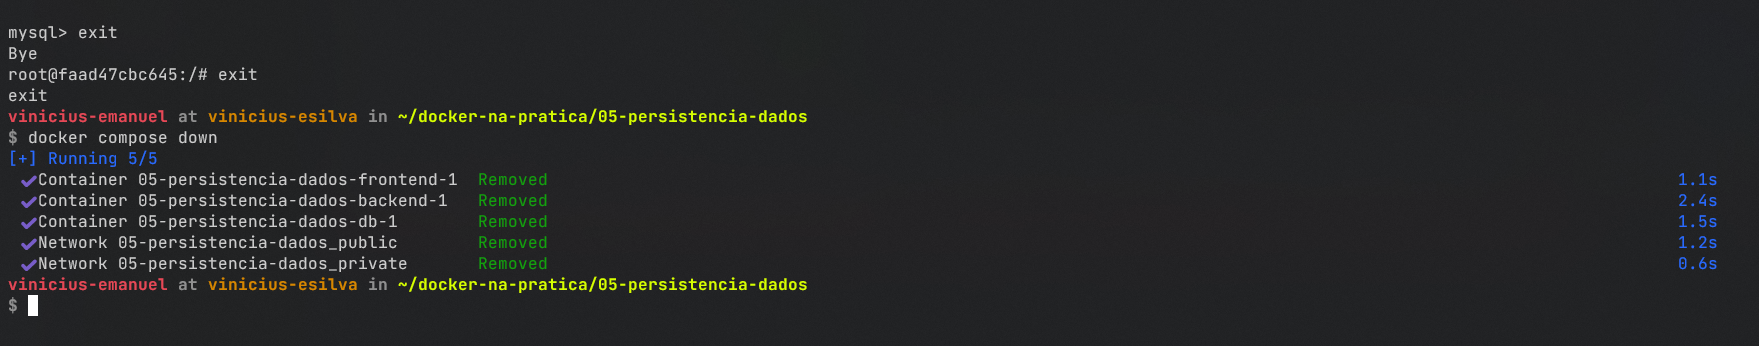 mysql> exit
Bye
root@faad47cbc645:/# exit
exit
vinicius-emanuel at vinicius-esilva in ~/docker-na-pratica/05-persistencia-dados
$ docker compose down
[+] Running 5/5
✔Container 05-persistencia-dados-frontend-1 Removed 1.1s
✔Container 05-persistencia-dados-backend-1 Removed 2.4s
✔Container 05-persistencia-dados-db-1 Removed 1.5s
✔Network 05-persistencia-dados_public Removed 1.2s
✔Network 05-persistencia-dados_private Removed 0.6s
vinicius-emanuel at vinicius-esilva in ~/docker-na-pratica/05-persistencia-dados
$